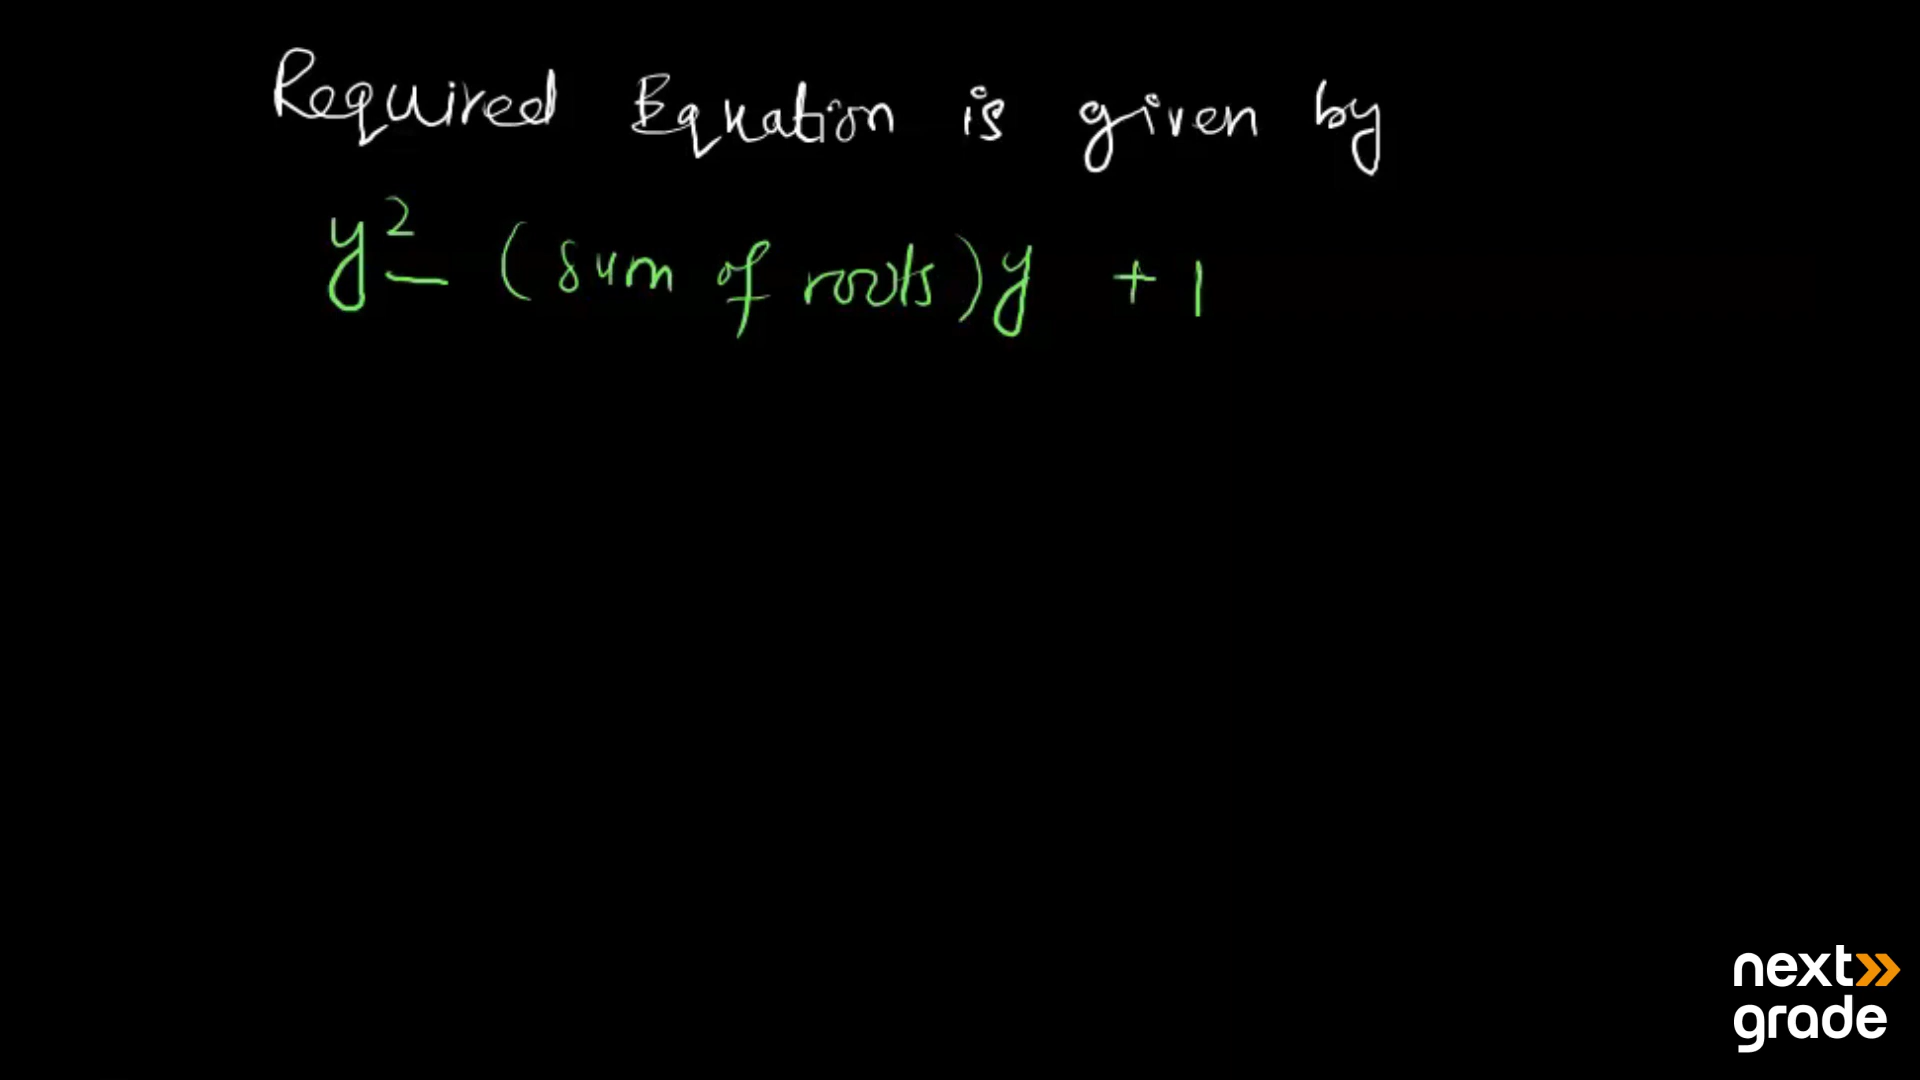 Required Equation is given by
y² - (sum of roots)y + 1
next
grade